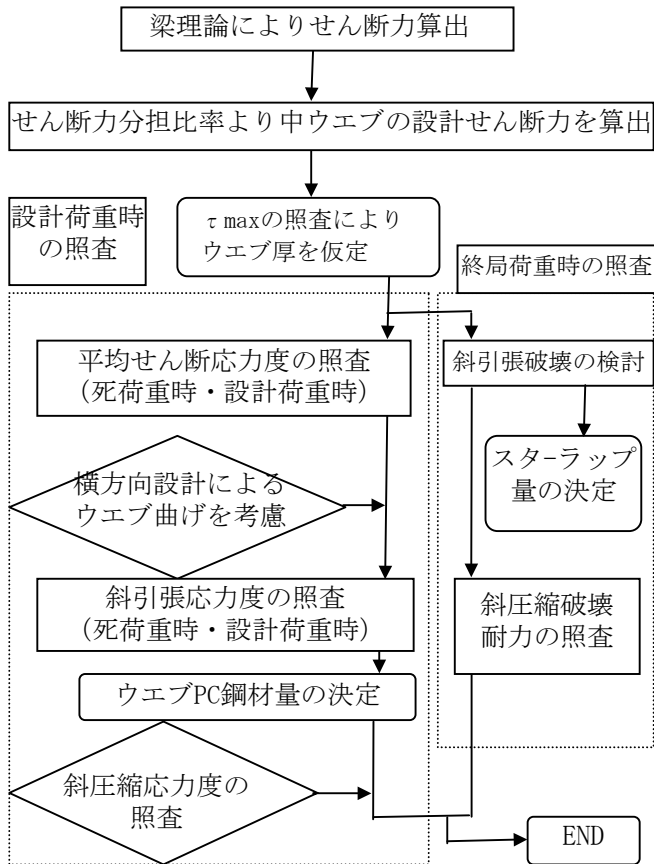 梁理論によりせん断力算出
せん断力分担比率より中ウエブの設計せん断力を算出
設計荷重時
の照査
τmaxの照査により
ウエブ厚を仮定
終局荷重時の照査
平均せん断応力度の照査
(死荷重時・設計荷重時)
斜引張破壊の検討
スターラップ
量の決定
横方向設計による
ウエブ曲げを考慮
斜引張応力度の照査
(死荷重時・設計荷重時)
斜圧縮破壊
耐力の照査
ウエブPC鋼材量の決定
斜圧縮応力度の
照査
END